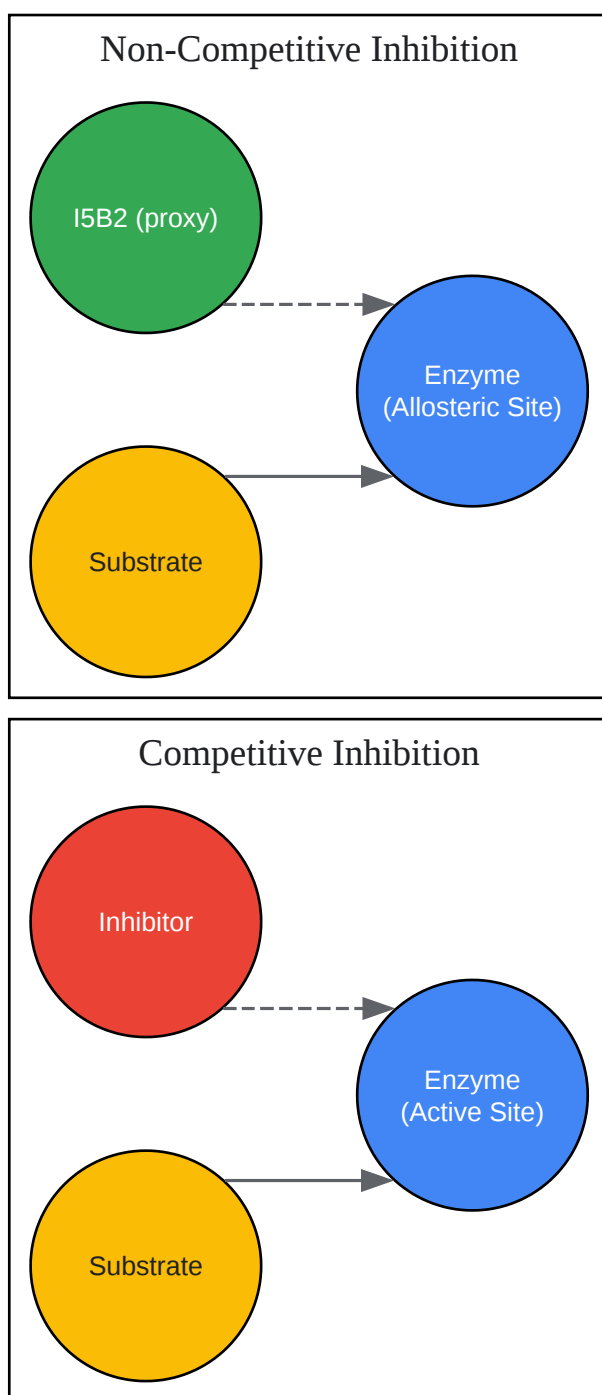 Non-Competitive Inhibition
I5B2 (proxy)
Enzyme
(Allosteric Site)
Substrate
Competitive Inhibition
Inhibitor
Enzyme
(Active Site)
Substrate